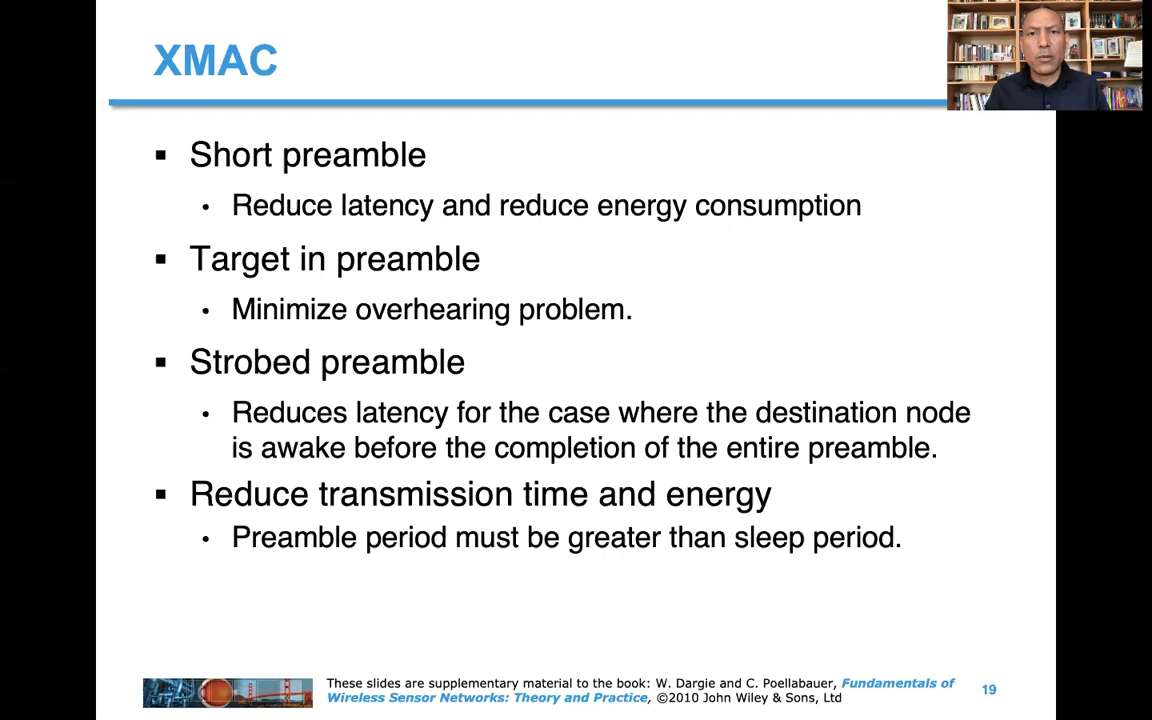 XMAC
▪ Short preamble
• Reduce latency and reduce energy consumption
▪ Target in preamble
• Minimize overhearing problem.
▪ Strobed preamble
• Reduces latency for the case where the destination node
is awake before the completion of the entire preamble.
▪ Reduce transmission time and energy
• Preamble period must be greater than sleep period.
These slides are supplementary material to the book: W. Dargie and C. Poellabauer, Fundamentals of
Wireless Sensor Networks: Theory and Practice, ©2010 John Wiley & Sons, Ltd
19